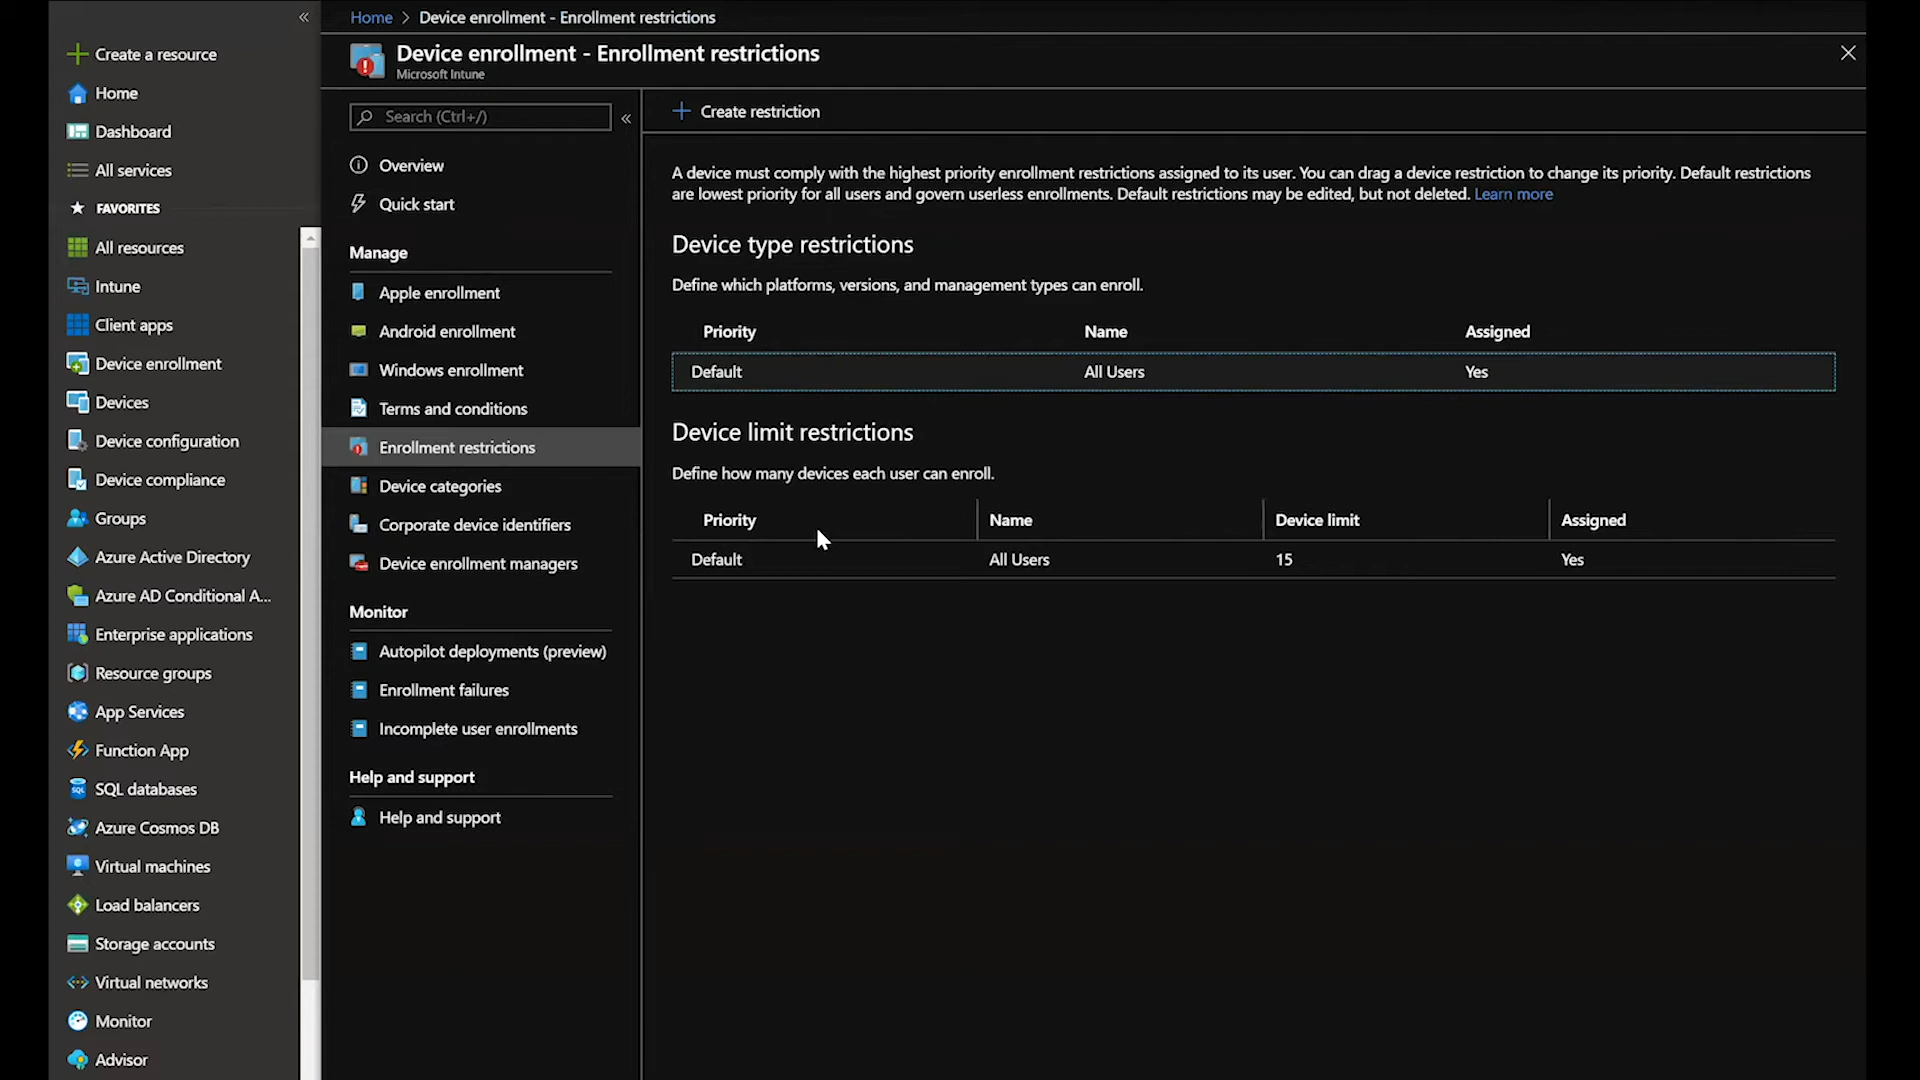 Create a resource
Home
Dashboard
All services
FAVORITES
All resources
Intune
Client apps
Device enrollment
Devices
Device configuration
Device compliance
Groups
Azure Active Directory
Azure AD Conditional A...
Enterprise applications
Resource groups
App Services
Function App
SQL databases
Azure Cosmos DB
Virtual machines
Load balancers
Storage accounts
Virtual networks
Monitor
Advisor
Home > Device enrollment - Enrollment restrictions
Device enrollment - Enrollment restrictions
Microsoft Intune
Search (Ctrl+/)
Overview
Quick start
Manage
Apple enrollment
Android enrollment
Windows enrollment
Terms and conditions
Enrollment restrictions
Device categories
Corporate device identifiers
Device enrollment managers
Monitor
Autopilot deployments (preview)
Enrollment failures
Incomplete user enrollments
Help and support
Help and support
Create restriction
A device must comply with the highest priority enrollment restrictions assigned to its user. You can drag a device restriction to change its priority. Default restrictions
are lowest priority for all users and govern userless enrollments. Default restrictions may be edited, but not deleted. Learn more
Device type restrictions
Define which platforms, versions, and management types can enroll.
Priority Name Assigned
Default All Users Yes
Device limit restrictions
Define how many devices each user can enroll.
Priority Name Device limit Assigned
Default All Users 15 Yes